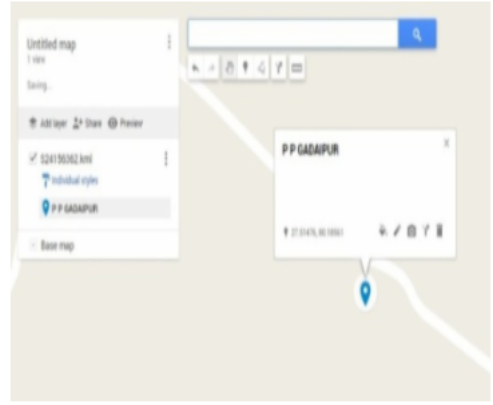 Untitled map
1 view
Saving...
Add layer Share Preview
524156362.kml
Individual styles
P P GADAIPUR
Base map
P P GADAIPUR